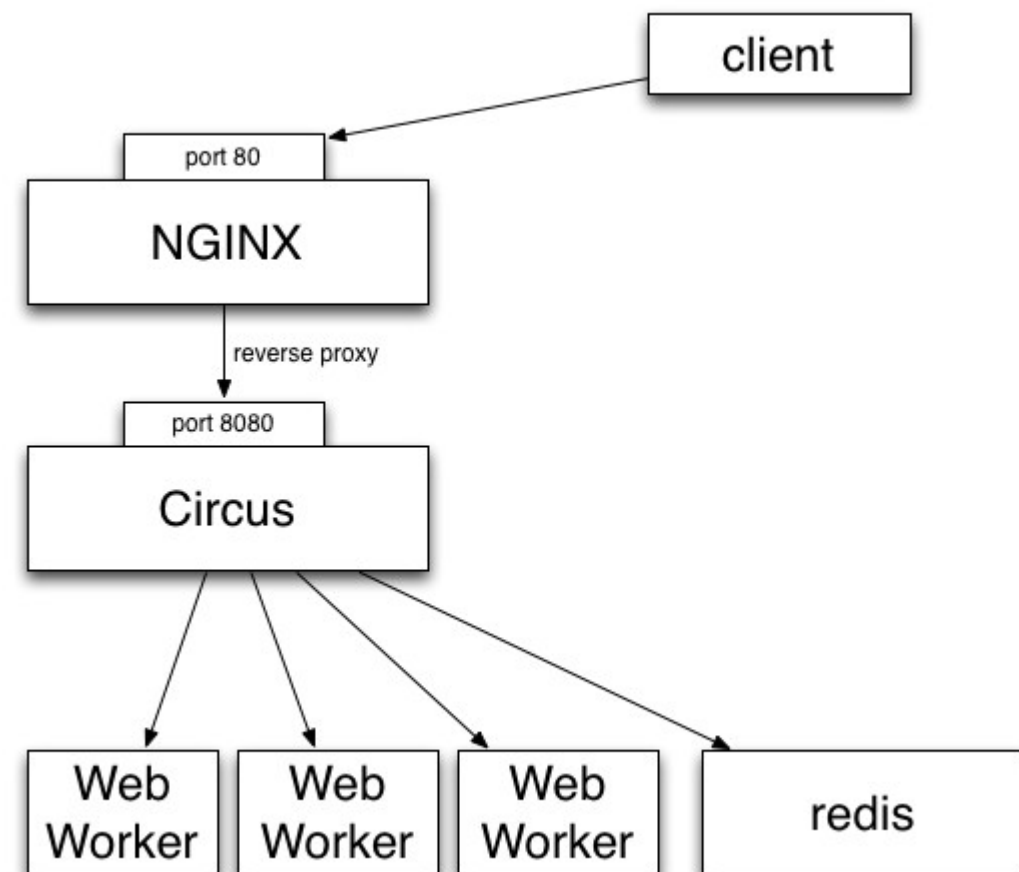 client
port 80
NGINX
reverse proxy
port 8080
Circus
Web
Worker
Web
Worker
Web
Worker
redis